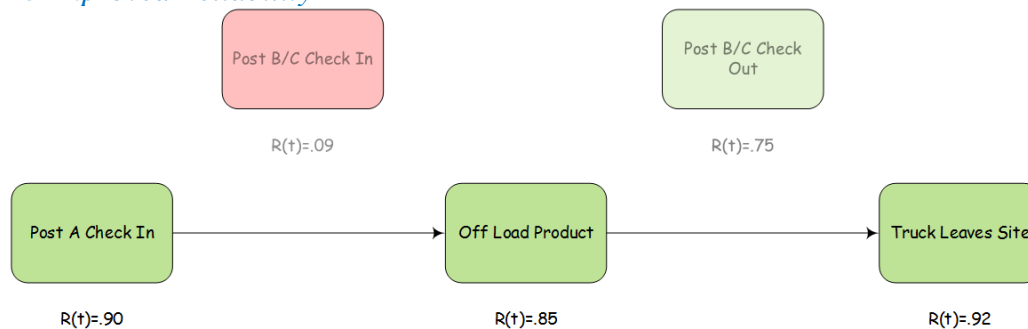 Post B/C Check In
Post B/C Check
Out
R(t)=.09
R(t)=.75
Post A Check In
Off Load Product
Truck Leaves Site
R(t)=.90
R(t)=.85
R(t)=.92